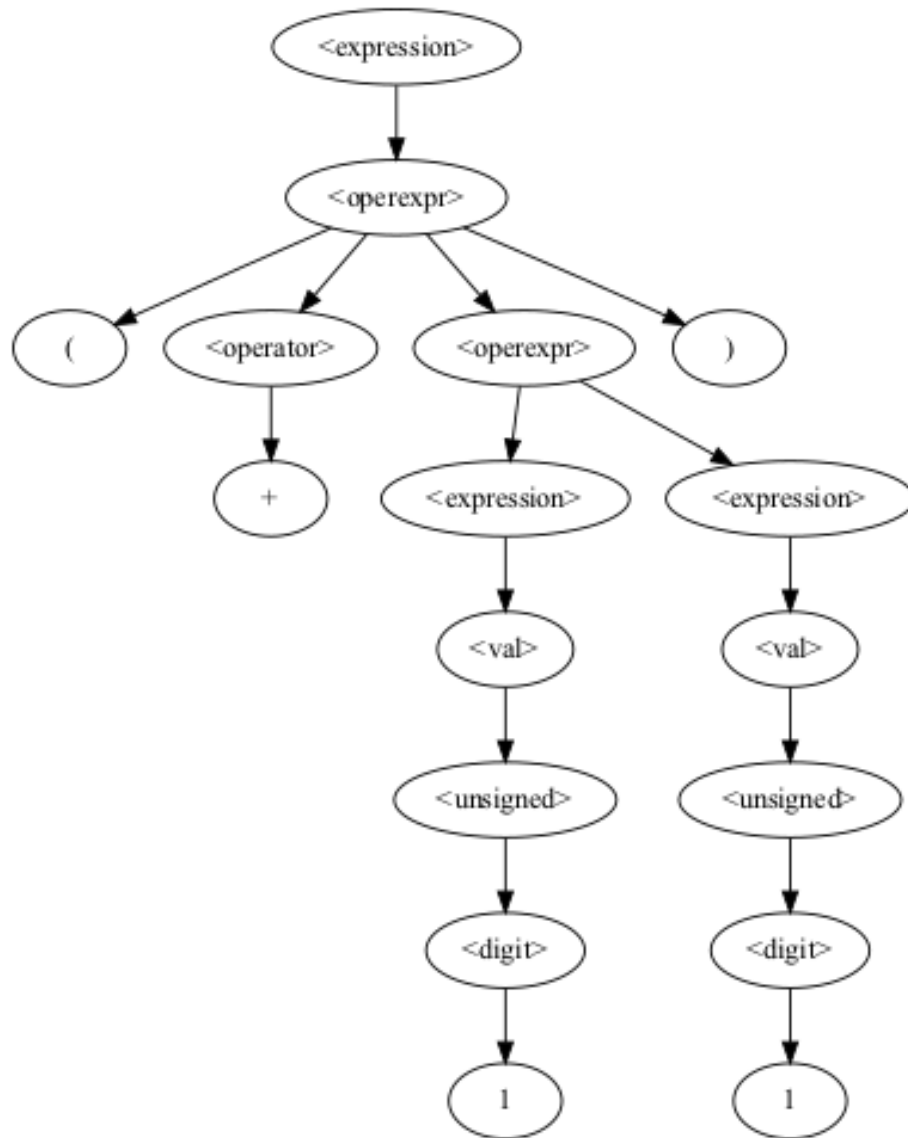 <expression>
<operexpr>
( <operator> <operexpr> )
+ <expression> <expression>
<val> <val>
<unsigned> <unsigned>
<digit> <digit>
1 1